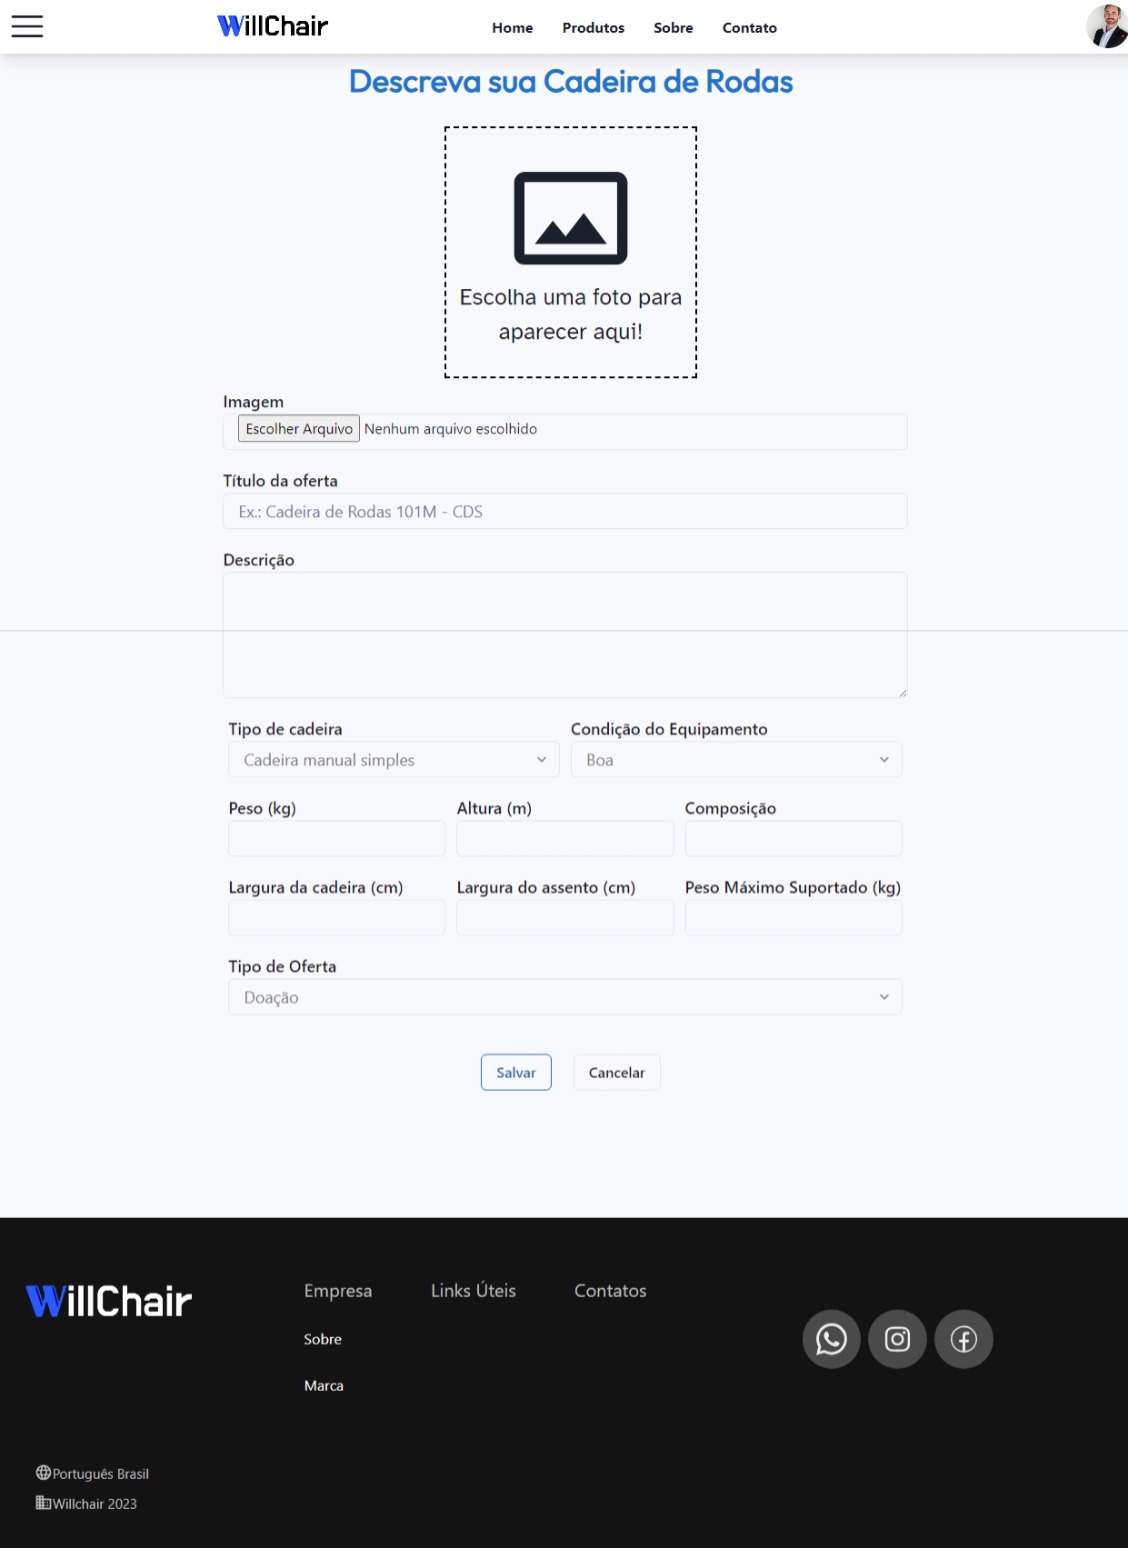 WillChair
Home Produtos Sobre Contato
Descreva sua Cadeira de Rodas
Escolha uma foto para
aparecer aqui!
Imagem
Escolher Arquivo Nenhum arquivo escolhido
Título da oferta
Ex.: Cadeira de Rodas 101M - CDS
Descrição
Tipo de cadeira Condição do Equipamento
Cadeira manual simples Boa
Peso (kg) Altura (m) Composição
Largura da cadeira (cm) Largura do assento (cm) Peso Máximo Suportado (kg)
Tipo de Oferta
Doação
Salvar Cancelar
WillChair
Empresa Links Úteis Contatos
Sobre
Marca
Português Brasil
Willchair 2023